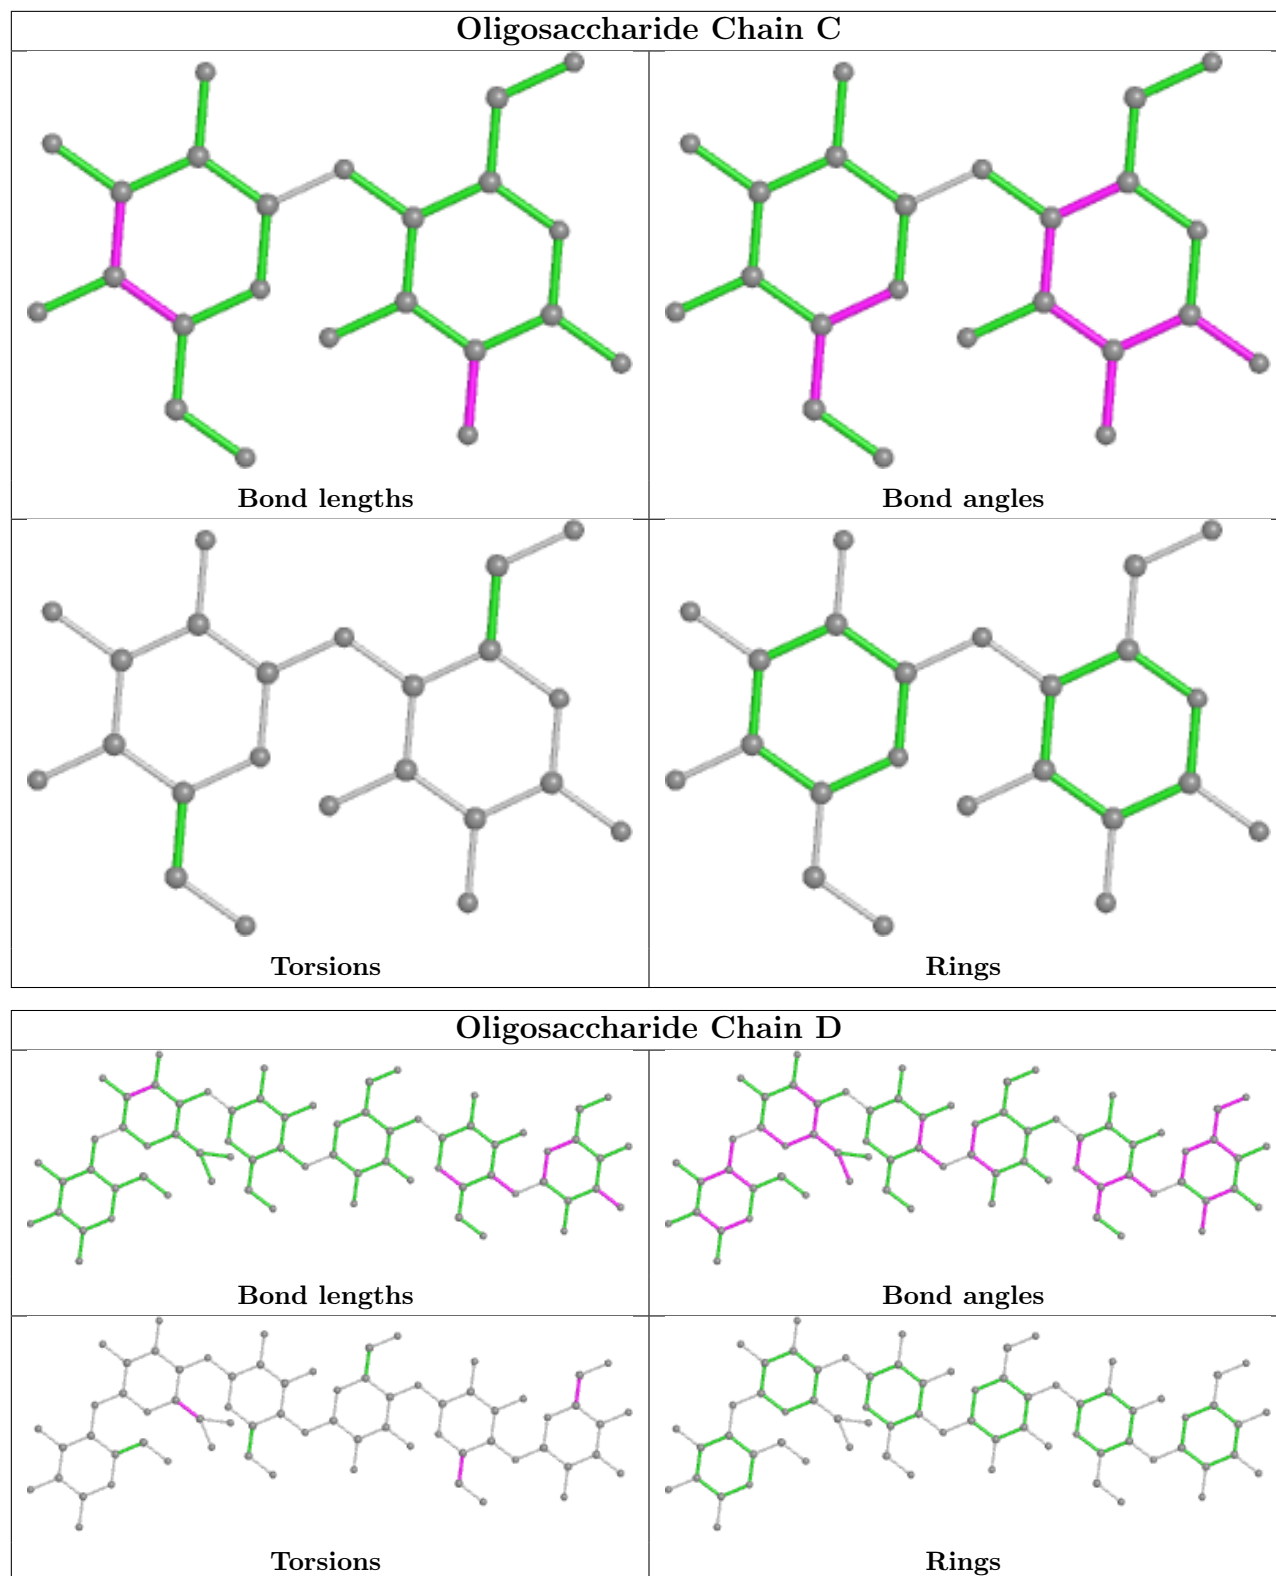 Oligosaccharide Chain C
Bond lengths
Bond angles
Torsions
Rings
Oligosaccharide Chain D
Bond lengths
Bond angles
Torsions
Rings